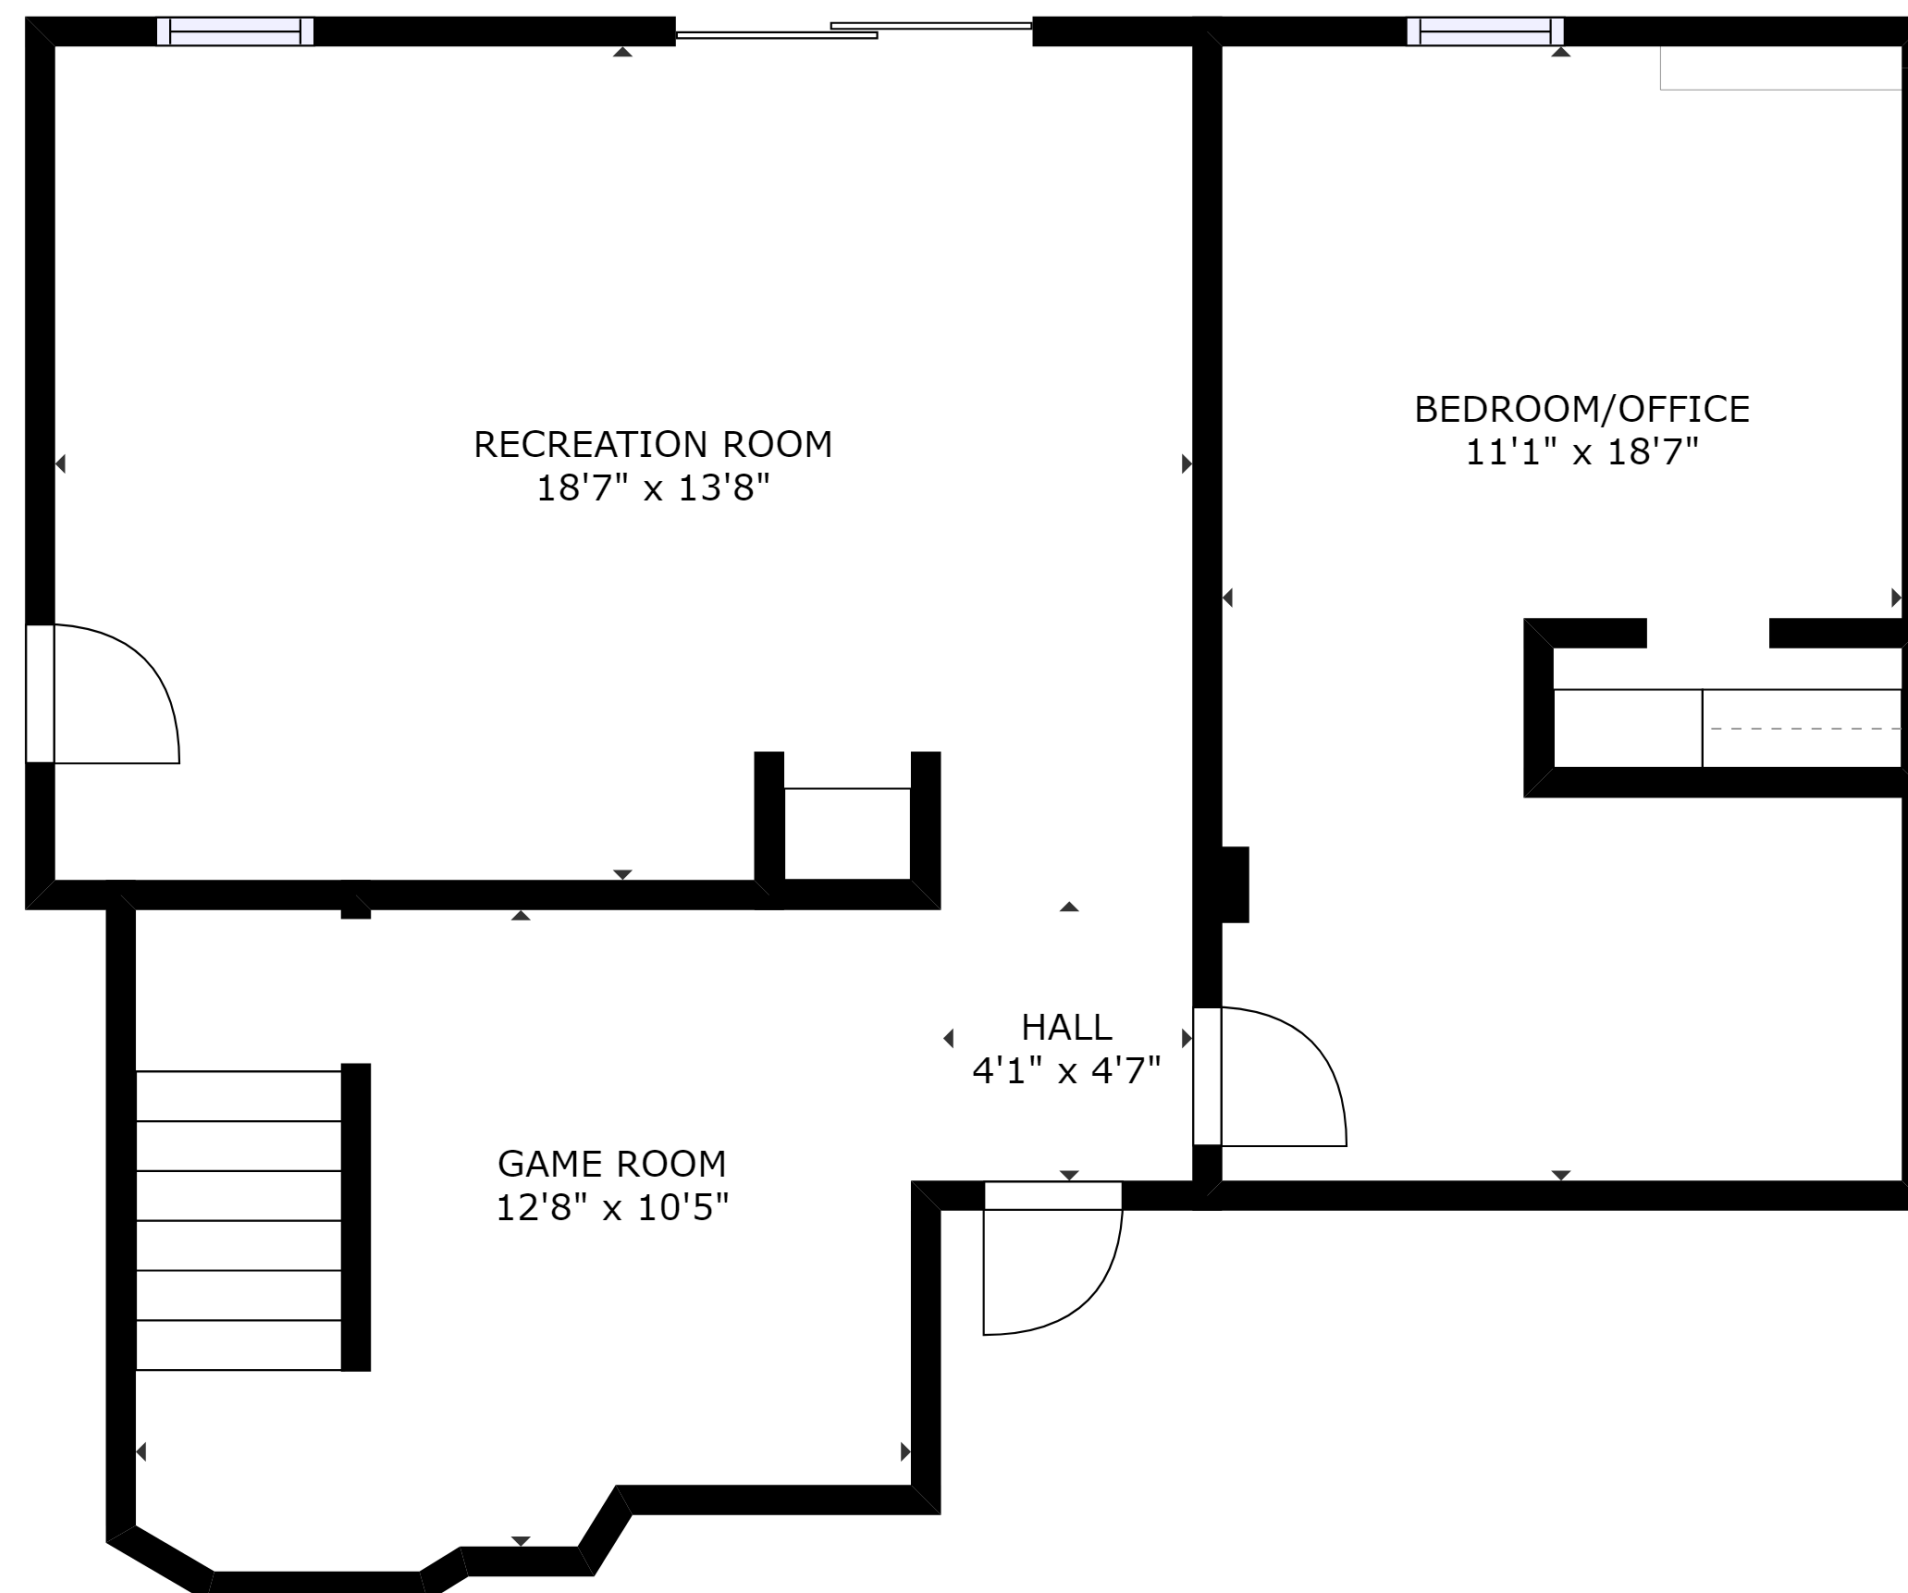 RECREATION ROOM
18'7" x 13'8"
BEDROOM/OFFICE
11'1" x 18'7"
HALL
4'1" x 4'7"
GAME ROOM
12'8" x 10'5"